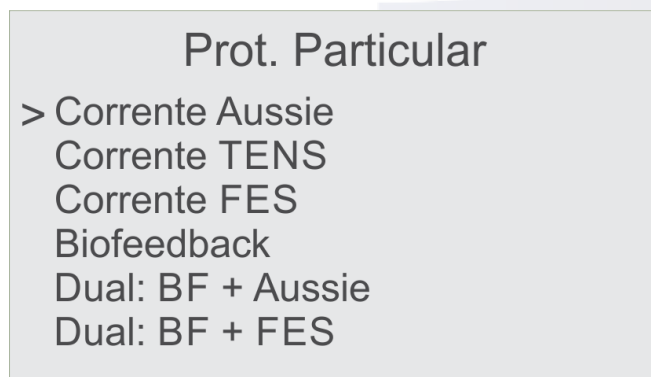 Prot. Particular
> Corrente Aussie
Corrente TENS
Corrente FES
Biofeedback
Dual: BF + Aussie
Dual: BF + FES